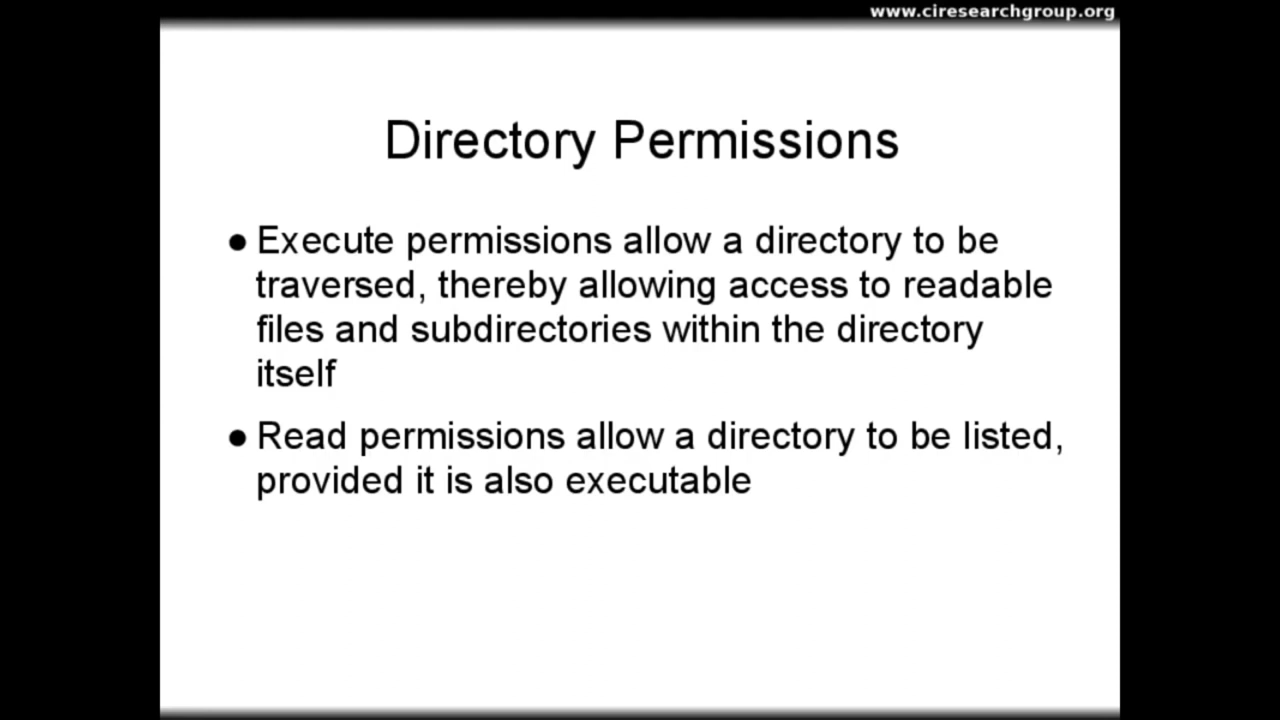 www.ciresearchgroup.org
Directory Permissions
● Execute permissions allow a directory to be
traversed, thereby allowing access to readable
files and subdirectories within the directory
itself
● Read permissions allow a directory to be listed,
provided it is also executable